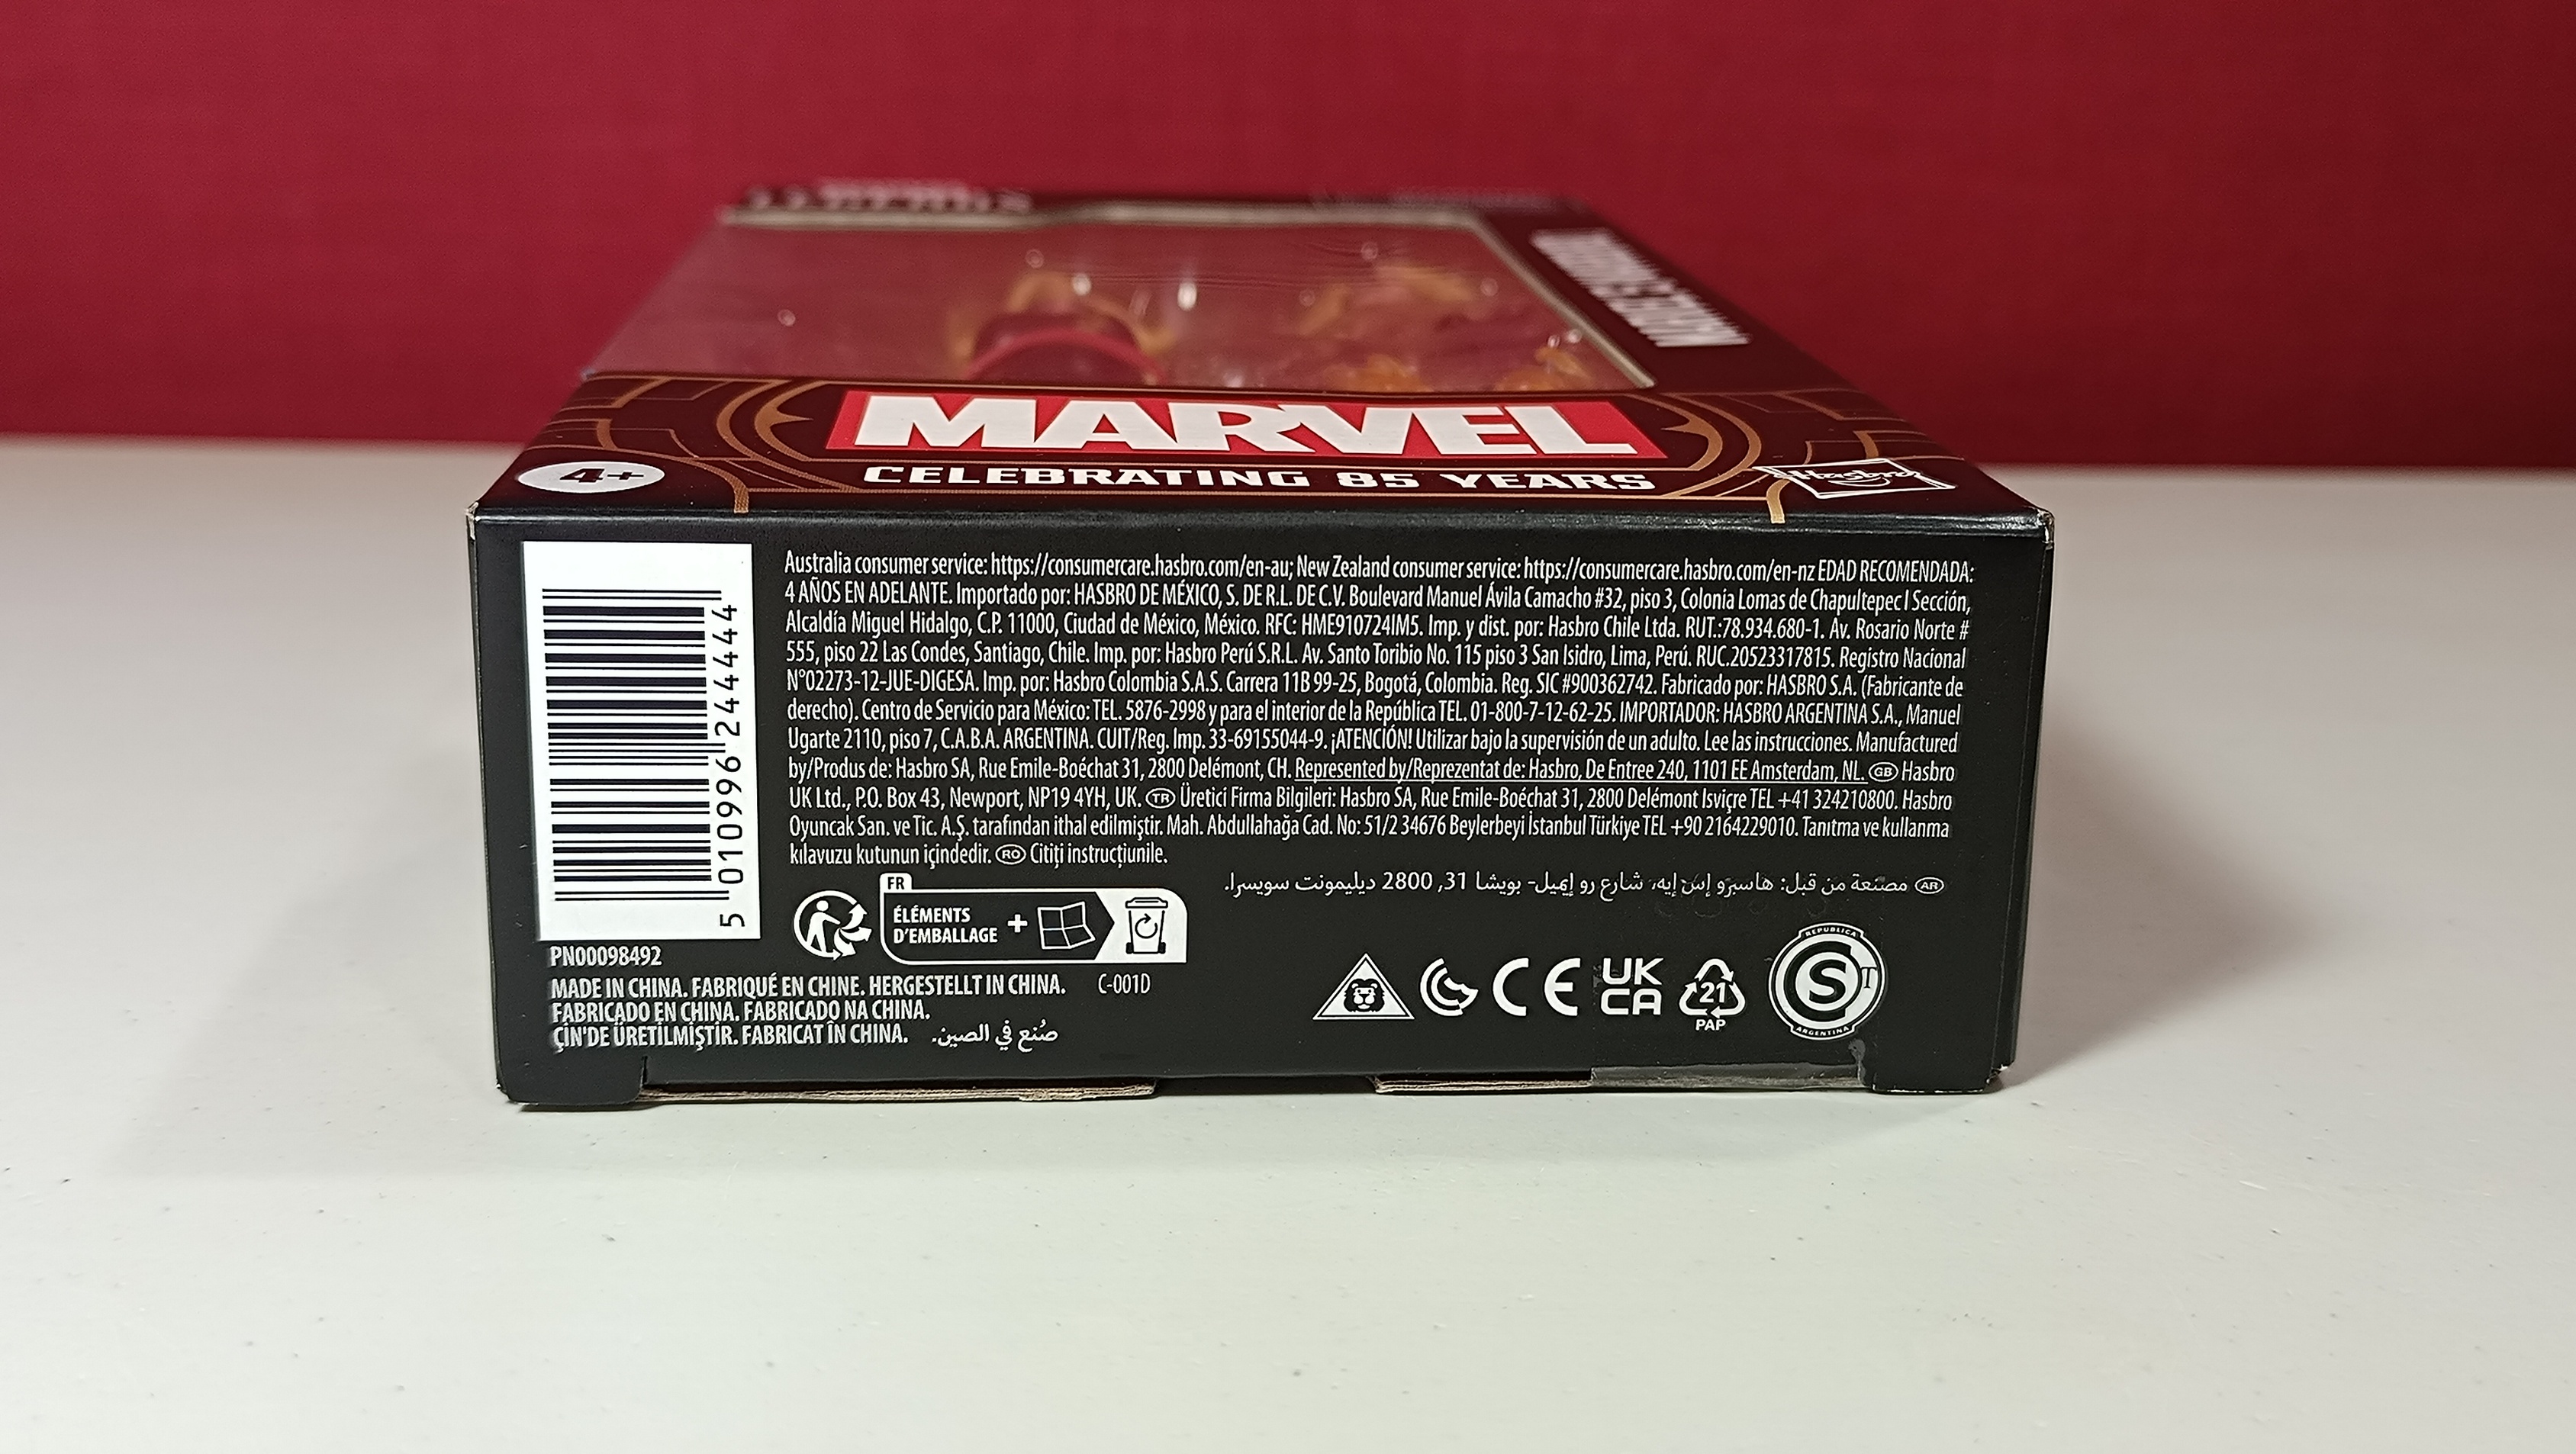 MARVEL
CELEBRATING 85 YEARS
4+
Hasbro
Australia consumer service: https://consumercare.hasbro.com/en-au; New Zealand consumer service: https://consumercare.hasbro.com/en-nz EDAD RECOMENDADA:
4 AÑOS EN ADELANTE. Importado por: HASBRO DE MÉXICO, S. DE R.L. DE C.V. Boulevard Manuel Ávila Camacho #32, piso 3, Colonia Lomas de Chapultepec I Sección,
Alcaldía Miguel Hidalgo, C.P. 11000, Ciudad de México, México. RFC: HME910724IM5. Imp. y dist. por: Hasbro Chile Ltda. RUT.:78.934.680-1. Av. Rosario Norte #
555, piso 22 Las Condes, Santiago, Chile. Imp. por: Hasbro Perú S.R.L. Av. Santo Toribio No. 115 piso 3 San Isidro, Lima, Perú. RUC.20523317815. Registro Nacional
N°02273-12-JUE-DIGESA. Imp. por: Hasbro Colombia S.A.S. Carrera 11B 99-25, Bogotá, Colombia. Reg. SIC #900362742. Fabricado por: HASBRO S.A. (Fabricante de
derecho). Centro de Servicio para México: TEL. 5876-2998 y para el interior de la República TEL. 01-800-7-12-62-25. IMPORTADOR: HASBRO ARGENTINA S.A., Manuel
Ugarte 2110, piso 7, C.A.B.A. ARGENTINA. CUIT/Reg. Imp. 33-69155044-9. ¡ATENCIÓN! Utilizar bajo la supervisión de un adulto. Lee las instrucciones. Manufactured
by/Produs de: Hasbro SA, Rue Emile-Boéchat 31, 2800 Delémont, CH. Represented by/Reprezentat de: Hasbro, De Entree 240, 1101 EE Amsterdam, NL. GB Hasbro
UK Ltd., P.O. Box 43, Newport, NP19 4YH, UK. TR Üretici Firma Bilgileri: Hasbro SA, Rue Emile-Boéchat 31, 2800 Delémont Isviçre TEL +41 324210800. Hasbro
Oyuncak San. ve Tic. A.Ş. tarafından ithal edilmiştir. Mah. Abdullahağa Cad. No: 51/2 34676 Beylerbeyi İstanbul Türkiye TEL +90 2164229010. Tanıtma ve kullanma
kılavuzu kutunun içindedir. RO Citiți instrucțiunile.
AR مصنعة من قبل: هاسبرو إس إيه، شارع رو إميل- بويشا 31, 2800 ديليمونت سويسرا.
5 010996 244444
FR
ÉLÉMENTS
D'EMBALLAGE +
PN00098492
MADE IN CHINA. FABRIQUÉ EN CHINE. HERGESTELLT IN CHINA. C-001D
FABRICADO EN CHINA. FABRICADO NA CHINA.
ÇİN'DE ÜRETİLMİŞTİR. FABRICAT ÎN CHINA. صُنع في الصين.
CE
UK
CA
21
PAP
REPUBLICA
S T
ARGENTINA